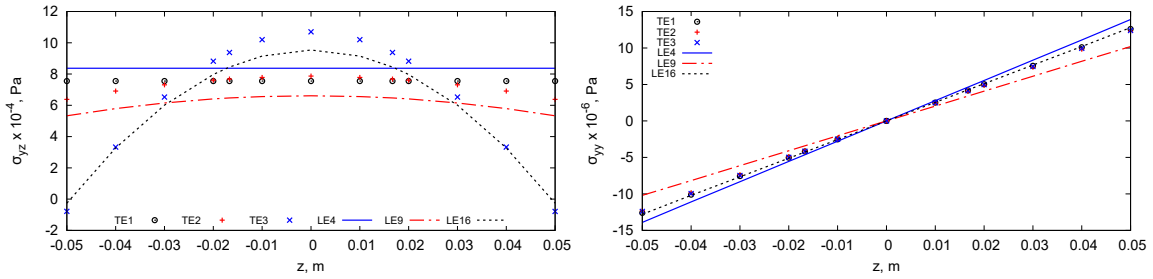 12
10
8
6
4
2
0
-2
σyz x 10-4, Pa
TE1 TE2 TE3 LE4 LE9 LE16
-0.05 -0.04 -0.03 -0.02 -0.01 0 0.01 0.02 0.03 0.04 0.05
z, m
15
10
5
0
-5
-10
-15
σyy x 10-6, Pa
TE1
TE2
TE3
LE4
LE9
LE16
-0.05 -0.04 -0.03 -0.02 -0.01 0 0.01 0.02 0.03 0.04 0.05
z, m